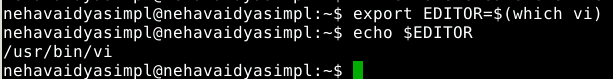 nehavaidyasimpl@nehavaidyasimpl:~$ export EDITOR=$(which vi)
nehavaidyasimpl@nehavaidyasimpl:~$ echo $EDITOR
/usr/bin/vi
nehavaidyasimpl@nehavaidyasimpl:~$